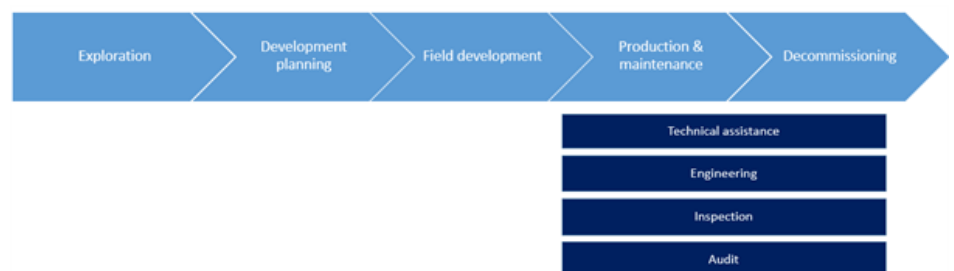 Exploration
Development
planning
Field development
Production &
maintenance
Decommissioning
Technical assistance
Engineering
Inspection
Audit